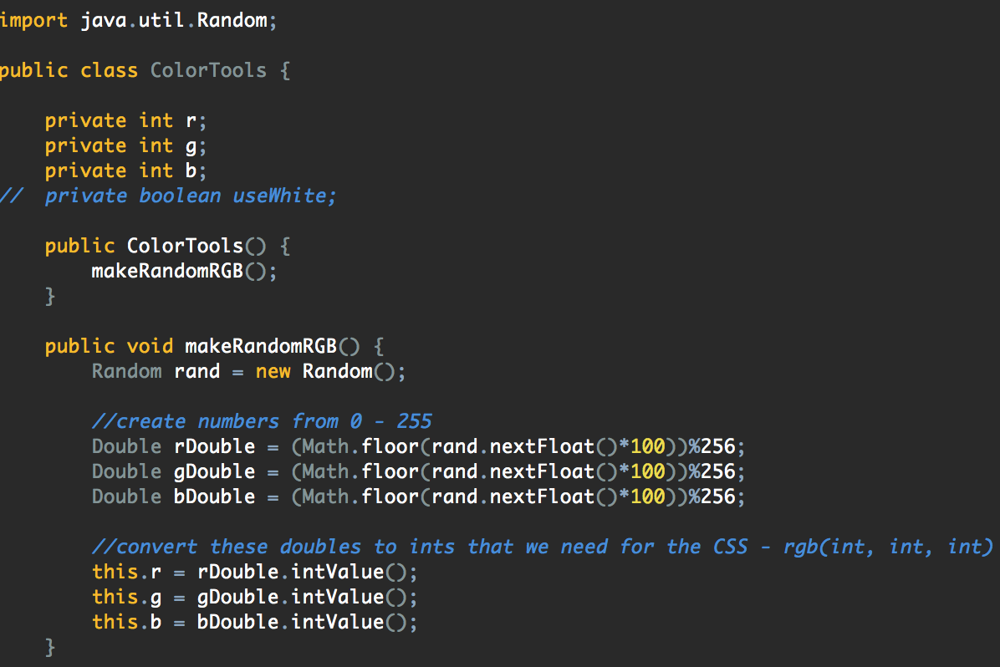 import java.util.Random;
public class ColorTools {
private int r;
private int g;
private int b;
// private boolean useWhite;
public ColorTools() {
makeRandomRGB();
}
public void makeRandomRGB() {
Random rand = new Random();
//create numbers from 0 - 255
Double rDouble = (Math.floor(rand.nextFloat()*100))%256;
Double gDouble = (Math.floor(rand.nextFloat()*100))%256;
Double bDouble = (Math.floor(rand.nextFloat()*100))%256;
//convert these doubles to ints that we need for the CSS - rgb(int, int, int)
this.r = rDouble.intValue();
this.g = gDouble.intValue();
this.b = bDouble.intValue();
}